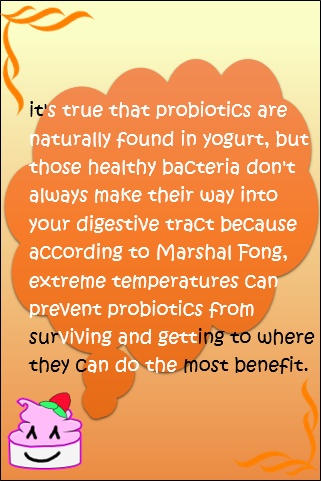 it's true that probiotics are
naturally found in yogurt, but
those healthy bacteria don't
always make their way into
your digestive tract because
according to Marshal Fong,
extreme temperatures can
prevent probiotics from
surviving and getting to where
they can do the most benefit.